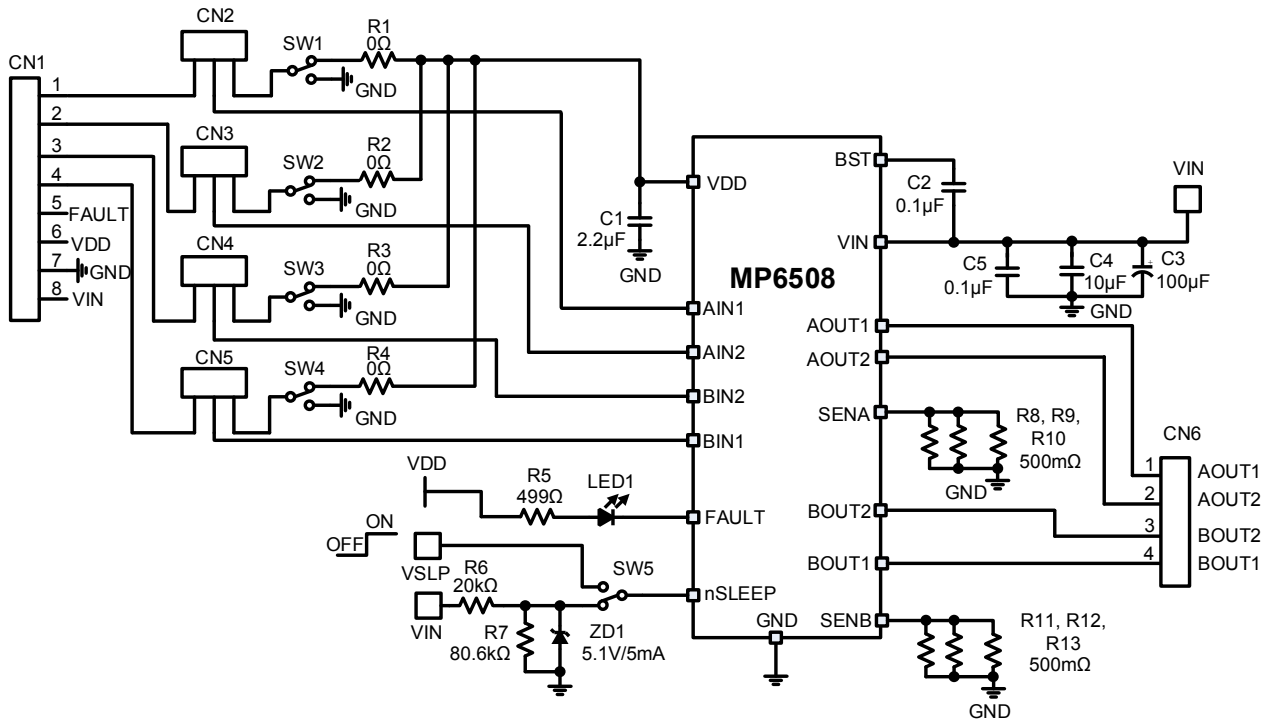 CN1
1
2
3
4
5
6
7
8
FAULT
VDD
GND
VIN
CN2
SW1
R1
0Ω
GND
CN3
SW2
R2
0Ω
GND
CN4
SW3
R3
0Ω
GND
CN5
SW4
R4
0Ω
GND
C1
2.2µF
GND
VDD
R5
499Ω
LED1
OFF
ON
VSLP
VIN
R6
20kΩ
R7
80.6kΩ
ZD1
5.1V/5mA
SW5
MP6508
VDD
AIN1
AIN2
BIN2
BIN1
FAULT
nSLEEP
GND
BST
VIN
AOUT1
AOUT2
SENA
BOUT2
BOUT1
SENB
C2
0.1µF
VIN
C5
0.1µF
C4
10µF
C3
+
100µF
GND
R8, R9,
R10
500mΩ
GND
CN6
1
2
3
4
AOUT1
AOUT2
BOUT2
BOUT1
R11, R12,
R13
500mΩ
GND